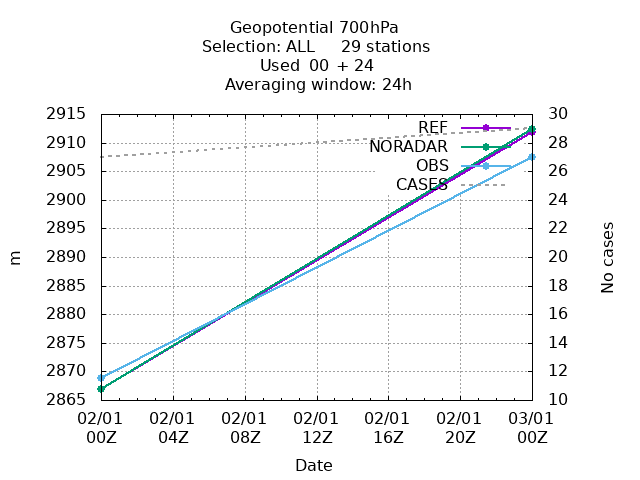 Geopotential 700hPa
Selection: ALL 29 stations
Used 00 + 24
Averaging window: 24h
2915
2910
2905
2900
2895
2890
2885
2880
2875
2870
2865
m
REF
NORADAR
OBS
CASES
30
28
26
24
22
20
18
16
14
12
10
No cases
02/01 02/01 02/01 02/01 02/01 02/01 03/01
00Z 04Z 08Z 12Z 16Z 20Z 00Z
Date